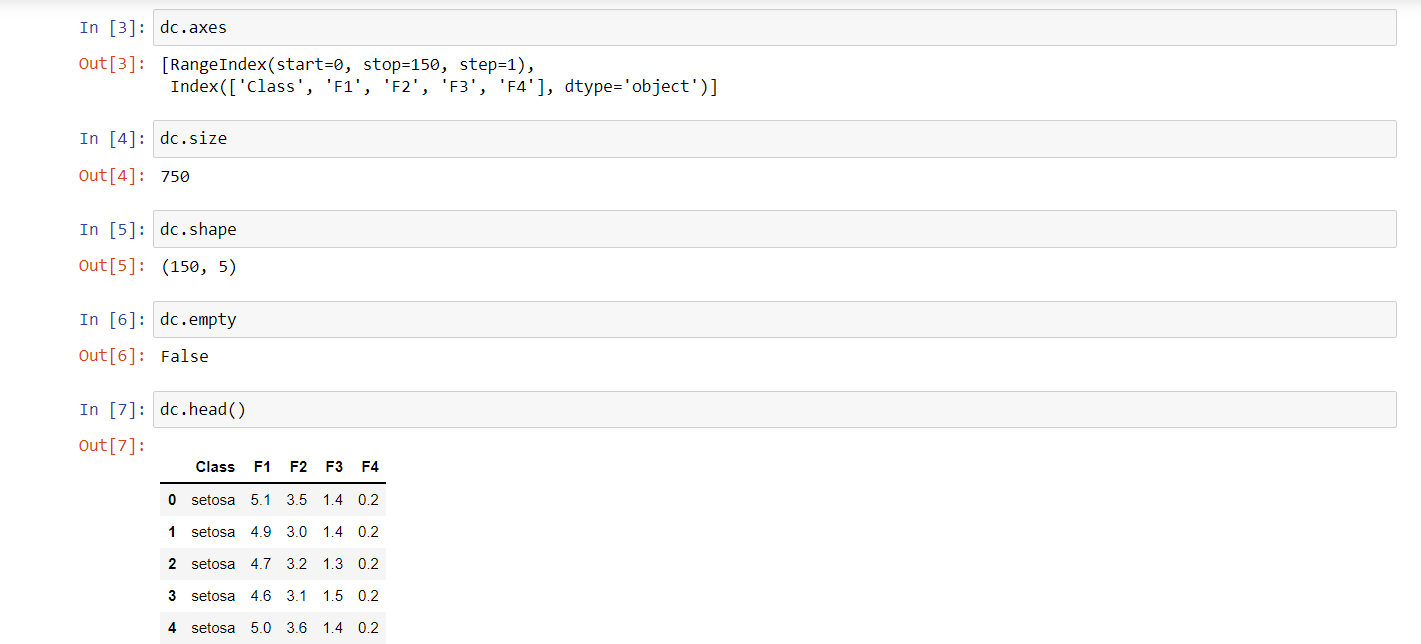 In [3]: dc.axes
Out[3]: [RangeIndex(start=0, stop=150, step=1),
Index(['Class', 'F1', 'F2', 'F3', 'F4'], dtype='object')]
In [4]: dc.size
Out[4]: 750
In [5]: dc.shape
Out[5]: (150, 5)
In [6]: dc.empty
Out[6]: False
In [7]: dc.head()
Out[7]:
Class F1 F2 F3 F4
0 setosa 5.1 3.5 1.4 0.2
1 setosa 4.9 3.0 1.4 0.2
2 setosa 4.7 3.2 1.3 0.2
3 setosa 4.6 3.1 1.5 0.2
4 setosa 5.0 3.6 1.4 0.2